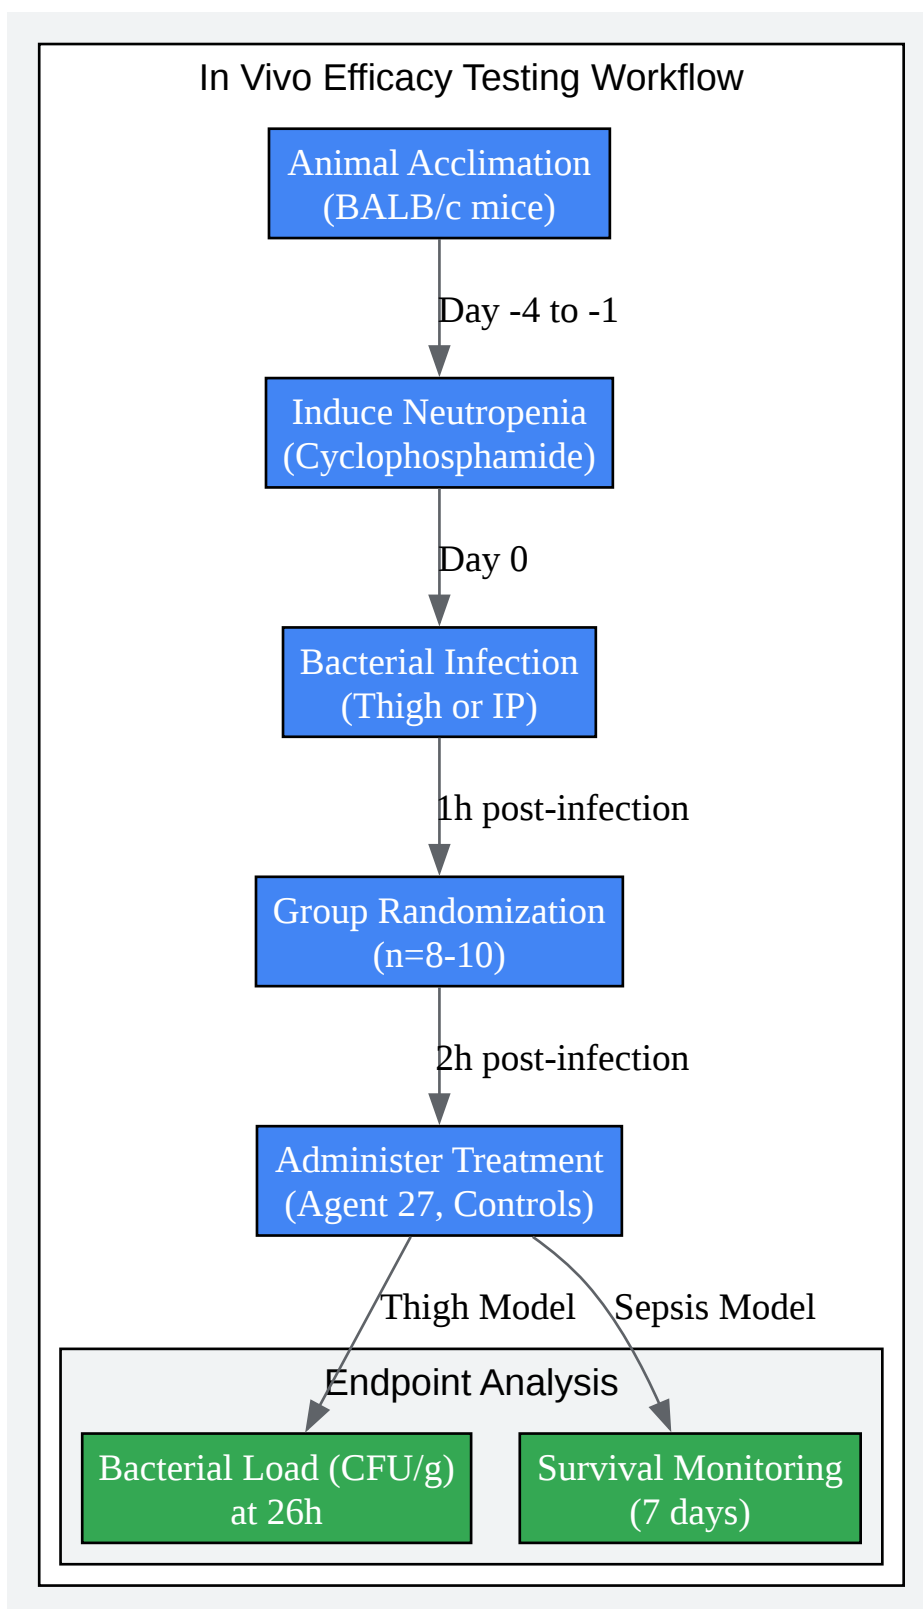 In Vivo Efficacy Testing Workflow
Animal Acclimation
(BALB/c mice)
Day -4 to -1
Induce Neutropenia
(Cyclophosphamide)
Day 0
Bacterial Infection
(Thigh or IP)
1h post-infection
Group Randomization
(n=8-10)
2h post-infection
Administer Treatment
(Agent 27, Controls)
Thigh Model
Sepsis Model
Endpoint Analysis
Bacterial Load (CFU/g)
at 26h
Survival Monitoring
(7 days)